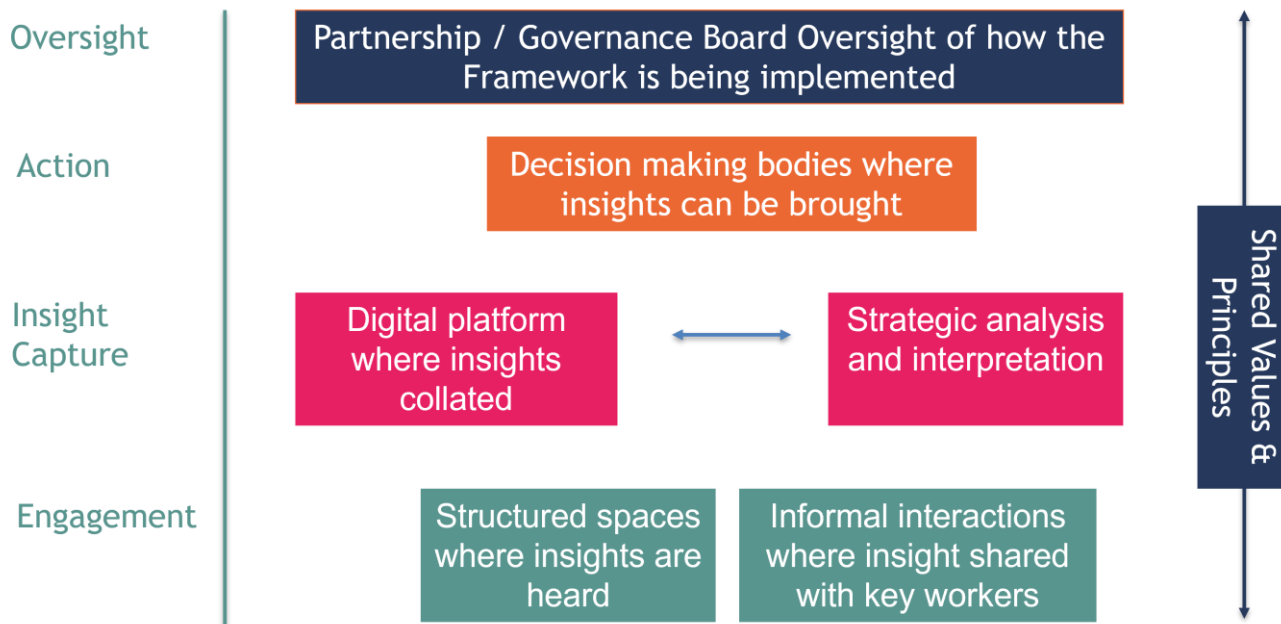 Oversight
Partnership / Governance Board Oversight of how the
Framework is being implemented
Action
Decision making bodies where
insights can be brought
Insight
Capture
Digital platform
where insights
collated
Strategic analysis
and interpretation
Shared Values &
Principles
Engagement
Structured spaces
where insights are
heard
Informal interactions
where insight shared
with key workers